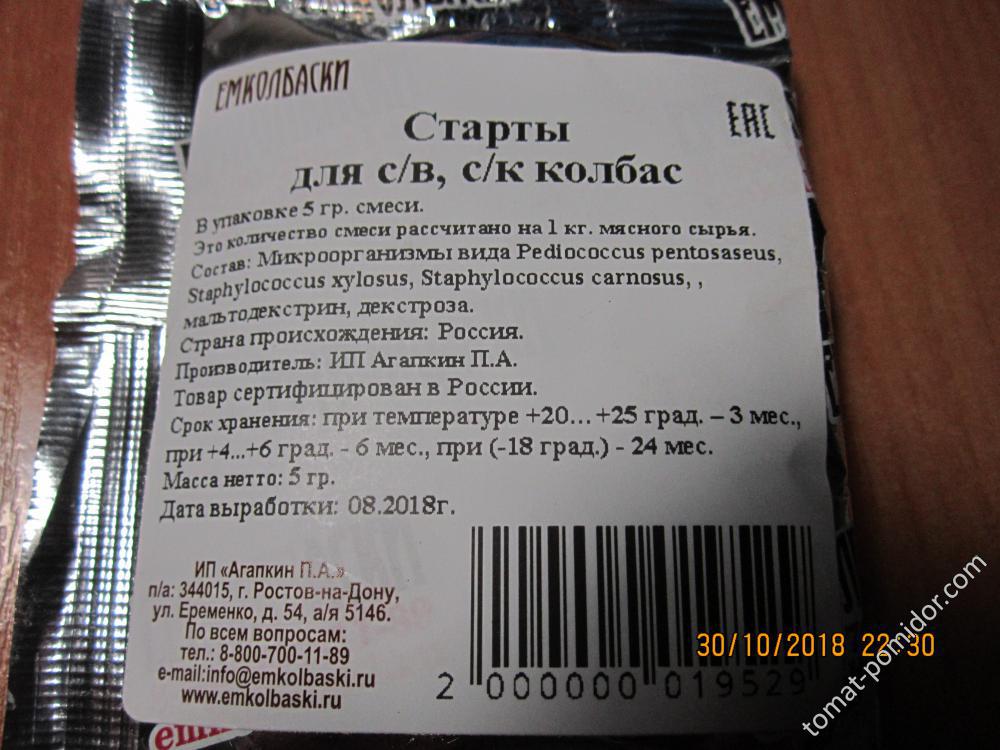 ЕМКОЛБАСКИ
ЕАС
Старты
для с/в, с/к колбас
В упаковке 5 гр. смеси.
Это количество смеси рассчитано на 1 кг. мясного сырья.
Состав: Микроорганизмы вида Pediococcus pentosaseus,
Staphylococcus xylosus, Staphylococcus carnosus, ,
мальтодекстрин, декстроза.
Страна происхождения: Россия.
Производитель: ИП Агапкин П.А.
Товар сертифицирован в России.
Срок хранения: при температуре +20... +25 град. – 3 мес.,
при +4...+6 град. - 6 мес., при (-18 град.) - 24 мес.
Масса нетто: 5 гр.
Дата выработки: 08.2018г.
ИП «Агапкин П.А.»
п/а: 344015, г. Ростов-на-Дону,
ул. Еременко, д. 54, а/я 5146.
По всем вопросам:
тел.: 8-800-700-11-89
e-mail:info@emkolbaski.ru
www.emkolbaski.ru
2 000000 019529
30/10/2018 22:30
tomat-pomidor.com